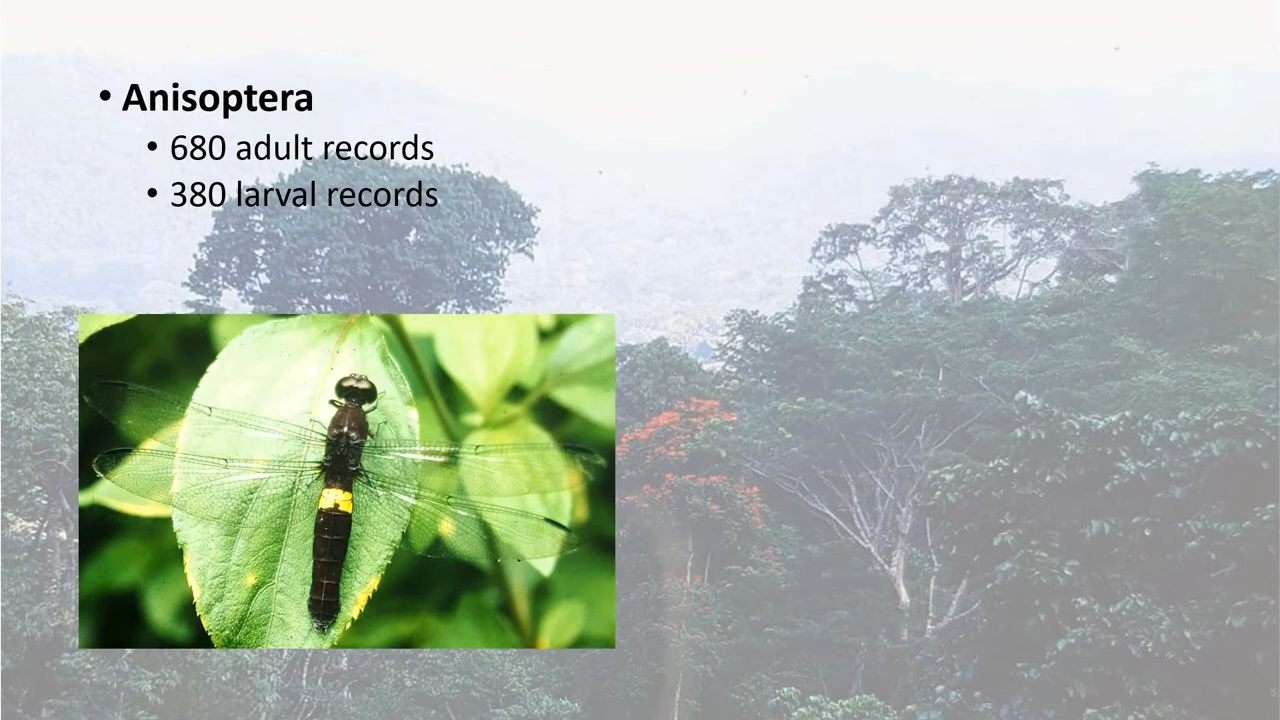 • Anisoptera
• 680 adult records
• 380 larval records